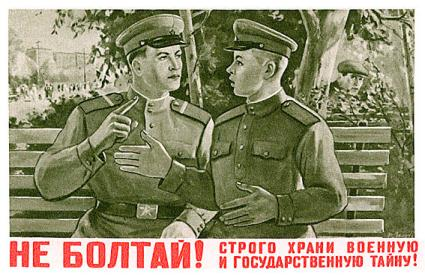 НЕ БОЛТАЙ!
СТРОГО ХРАНИ ВОЕННУЮ
И ГОСУДАРСТВЕННУЮ ТАЙНУ!